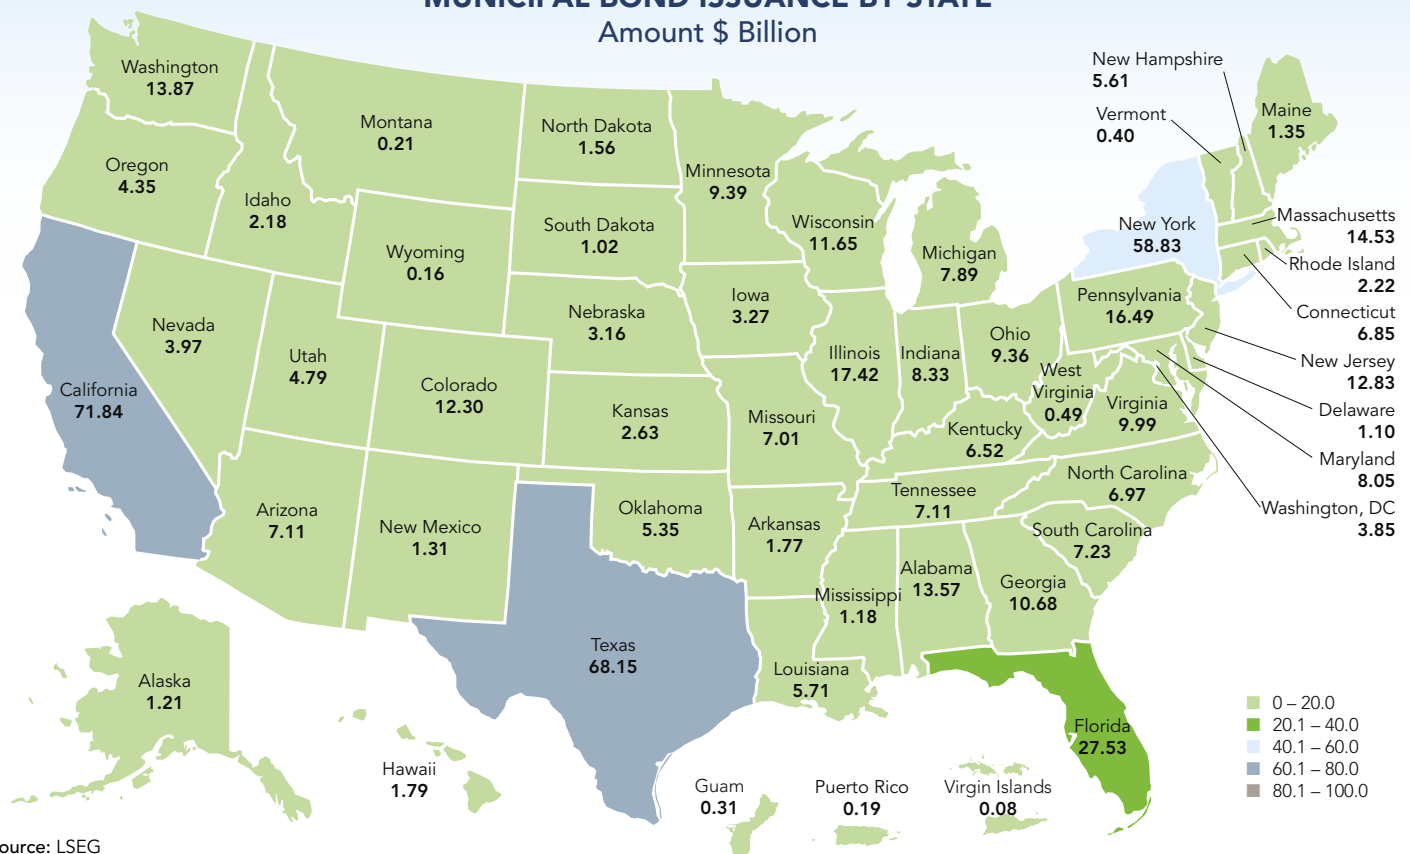 MUNICIPAL BOND ISSUANCE BY STATE
Amount $ Billion
Washington
13.87
Oregon
4.35
Idaho
2.18
Montana
0.21
Wyoming
0.16
North Dakota
1.56
South Dakota
1.02
Nebraska
3.16
Minnesota
9.39
Wisconsin
11.65
Michigan
7.89
Iowa
3.27
New Hampshire
5.61
Vermont
0.40
Maine
1.35
New York
58.83
Massachusetts
14.53
Rhode Island
2.22
Connecticut
6.85
New Jersey
12.83
Delaware
1.10
Maryland
8.05
Washington, DC
3.85
Pennsylvania
16.49
California
71.84
Nevada
3.97
Utah
4.79
Colorado
12.30
Kansas
2.63
Missouri
7.01
Illinois
17.42
Indiana
8.33
Ohio
9.36
West
Virginia
0.49
Virginia
9.99
Kentucky
6.52
North Carolina
6.97
Tennessee
7.11
South Carolina
7.23
Arizona
7.11
New Mexico
1.31
Oklahoma
5.35
Arkansas
1.77
Mississippi
1.18
Alabama
13.57
Georgia
10.68
Texas
68.15
Louisiana
5.71
Florida
27.53
Alaska
1.21
Hawaii
1.79
Guam
0.31
Puerto Rico
0.19
Virgin Islands
0.08
0 – 20.0
20.1 – 40.0
40.1 – 60.0
60.1 – 80.0
80.1 – 100.0
ource: LSEG